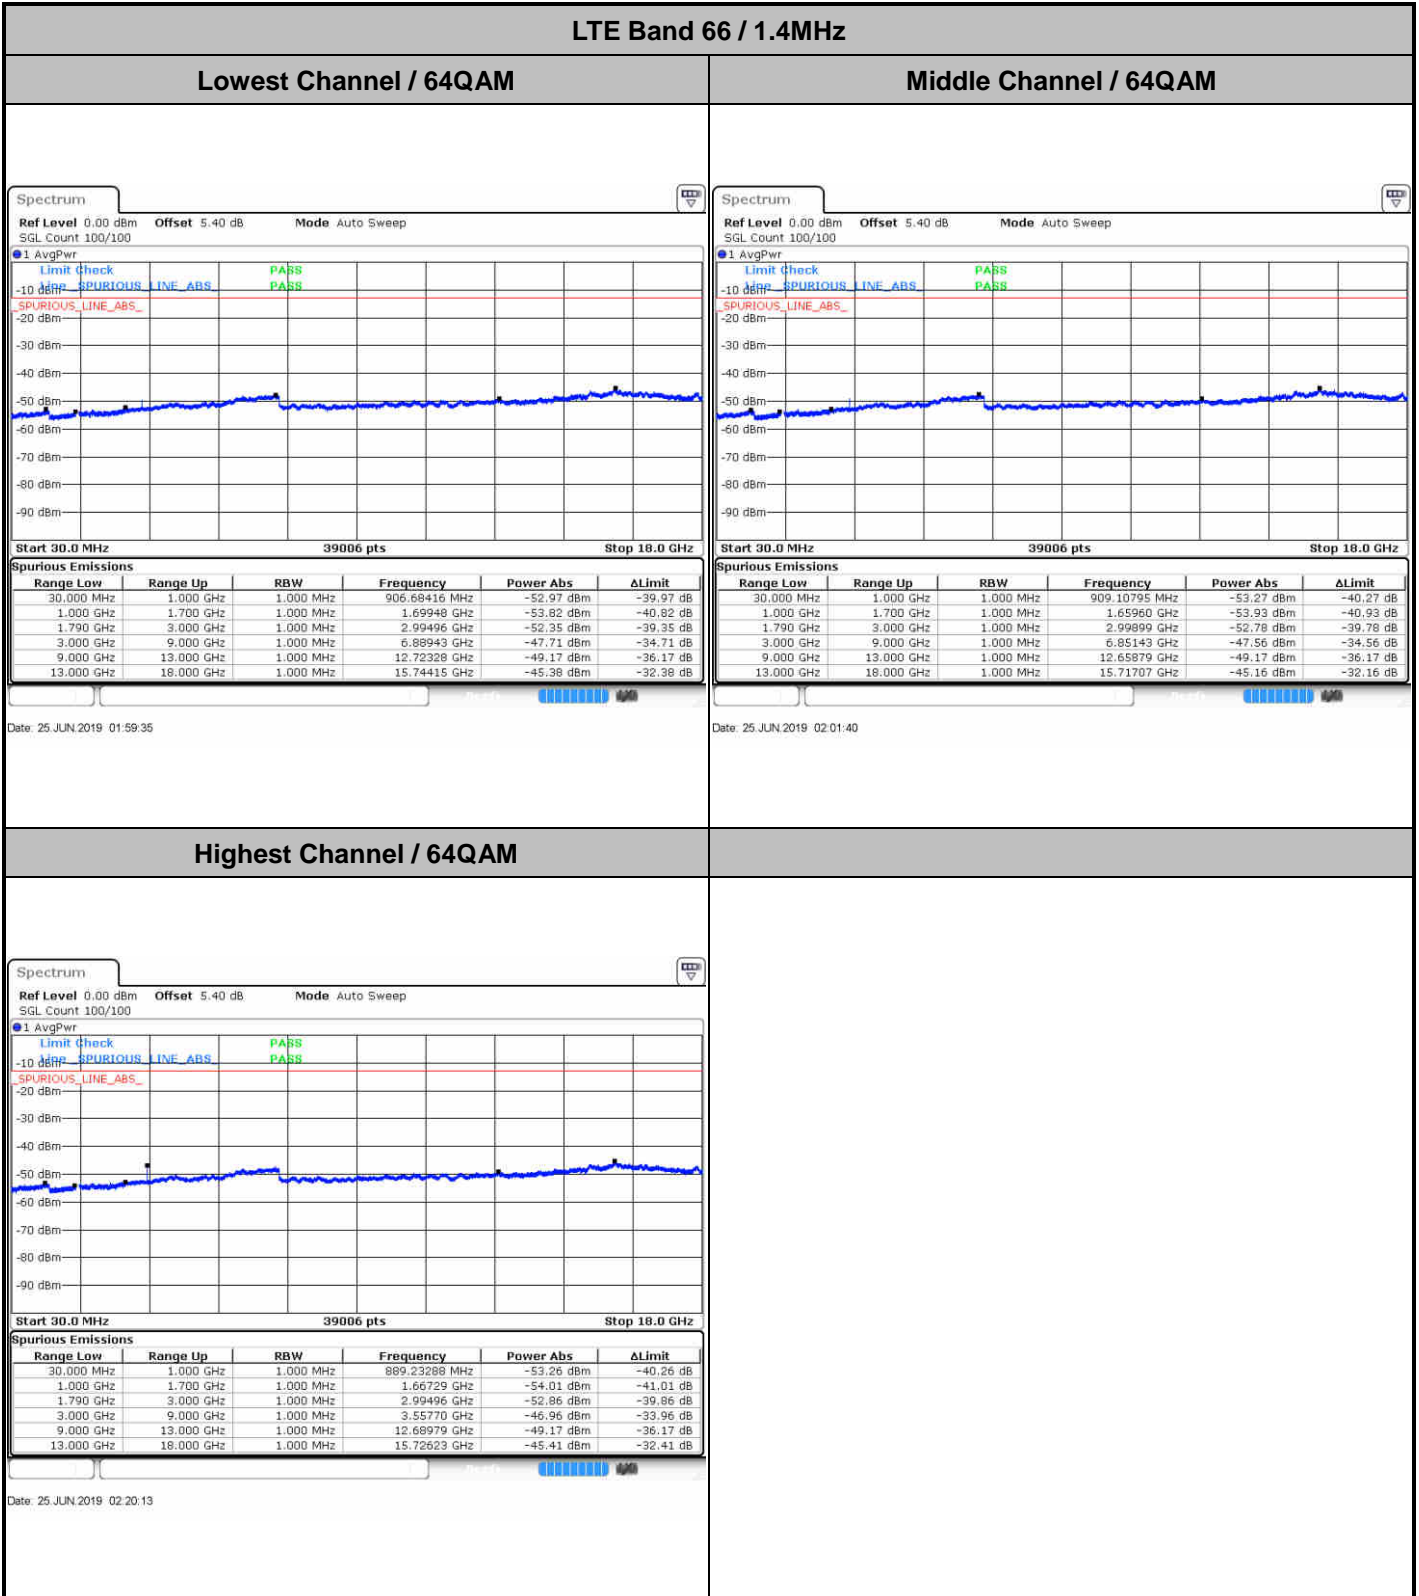 LTE Band 66 / 1.4MHz
Lowest Channel / 64QAM
Middle Channel / 64QAM
Spectrum
Ref Level 0.00 dBm Offset 5.40 dB Mode Auto Sweep
SGL Count 100/100
1 AvgPwr
Limit Check PASS
Line _SPURIOUS_LINE_ABS_ PASS
-10 dBm
_SPURIOUS_LINE_ABS_
-20 dBm
-30 dBm
-40 dBm
-50 dBm
-60 dBm
-70 dBm
-80 dBm
-90 dBm
Start 30.0 MHz 39006 pts Stop 18.0 GHz
Spurious Emissions
Range Low Range Up RBW Frequency Power Abs ΔLimit
30.000 MHz 1.000 GHz 1.000 MHz 906.68416 MHz -52.97 dBm -39.97 dB
1.000 GHz 1.700 GHz 1.000 MHz 1.69948 GHz -53.82 dBm -40.82 dB
1.790 GHz 3.000 GHz 1.000 MHz 2.99496 GHz -52.35 dBm -39.35 dB
3.000 GHz 9.000 GHz 1.000 MHz 6.88943 GHz -47.71 dBm -34.71 dB
9.000 GHz 13.000 GHz 1.000 MHz 12.72328 GHz -49.17 dBm -36.17 dB
13.000 GHz 18.000 GHz 1.000 MHz 15.74415 GHz -45.38 dBm -32.38 dB
Date: 25.JUN.2019 01:59:35
Spectrum
Ref Level 0.00 dBm Offset 5.40 dB Mode Auto Sweep
SGL Count 100/100
1 AvgPwr
Limit Check PASS
Line _SPURIOUS_LINE_ABS_ PASS
-10 dBm
_SPURIOUS_LINE_ABS_
-20 dBm
-30 dBm
-40 dBm
-50 dBm
-60 dBm
-70 dBm
-80 dBm
-90 dBm
Start 30.0 MHz 39006 pts Stop 18.0 GHz
Spurious Emissions
Range Low Range Up RBW Frequency Power Abs ΔLimit
30.000 MHz 1.000 GHz 1.000 MHz 909.10795 MHz -53.27 dBm -40.27 dB
1.000 GHz 1.700 GHz 1.000 MHz 1.65960 GHz -53.93 dBm -40.93 dB
1.790 GHz 3.000 GHz 1.000 MHz 2.99899 GHz -52.78 dBm -39.78 dB
3.000 GHz 9.000 GHz 1.000 MHz 6.85143 GHz -47.56 dBm -34.56 dB
9.000 GHz 13.000 GHz 1.000 MHz 12.65879 GHz -49.17 dBm -36.17 dB
13.000 GHz 18.000 GHz 1.000 MHz 15.71707 GHz -45.16 dBm -32.16 dB
Date: 25.JUN.2019 02:01:40
Highest Channel / 64QAM
Spectrum
Ref Level 0.00 dBm Offset 5.40 dB Mode Auto Sweep
SGL Count 100/100
1 AvgPwr
Limit Check PASS
Line _SPURIOUS_LINE_ABS_ PASS
-10 dBm
_SPURIOUS_LINE_ABS_
-20 dBm
-30 dBm
-40 dBm
-50 dBm
-60 dBm
-70 dBm
-80 dBm
-90 dBm
Start 30.0 MHz 39006 pts Stop 18.0 GHz
Spurious Emissions
Range Low Range Up RBW Frequency Power Abs ΔLimit
30.000 MHz 1.000 GHz 1.000 MHz 889.23288 MHz -53.26 dBm -40.26 dB
1.000 GHz 1.700 GHz 1.000 MHz 1.66729 GHz -54.01 dBm -41.01 dB
1.790 GHz 3.000 GHz 1.000 MHz 2.99496 GHz -52.86 dBm -39.86 dB
3.000 GHz 9.000 GHz 1.000 MHz 3.55770 GHz -46.96 dBm -33.96 dB
9.000 GHz 13.000 GHz 1.000 MHz 12.68979 GHz -49.17 dBm -36.17 dB
13.000 GHz 18.000 GHz 1.000 MHz 15.72623 GHz -45.41 dBm -32.41 dB
Date: 25.JUN.2019 02:20:13